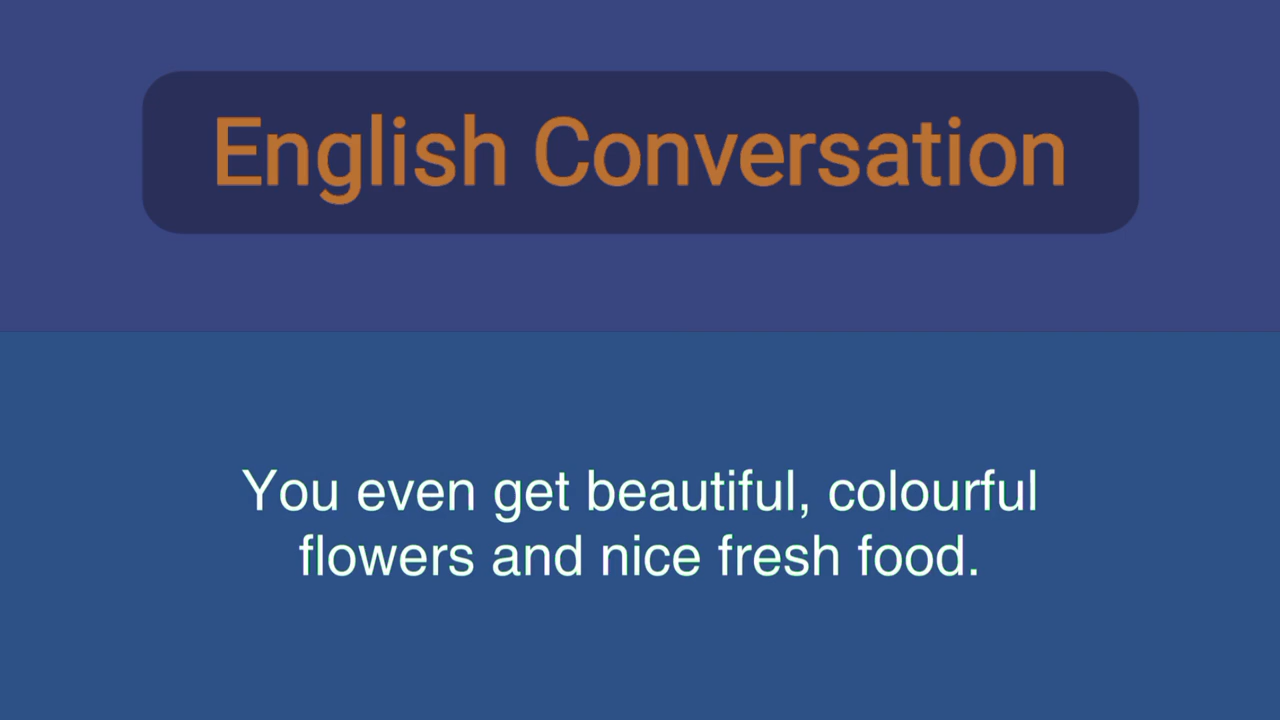 English Conversation
You even get beautiful, colourful
flowers and nice fresh food.